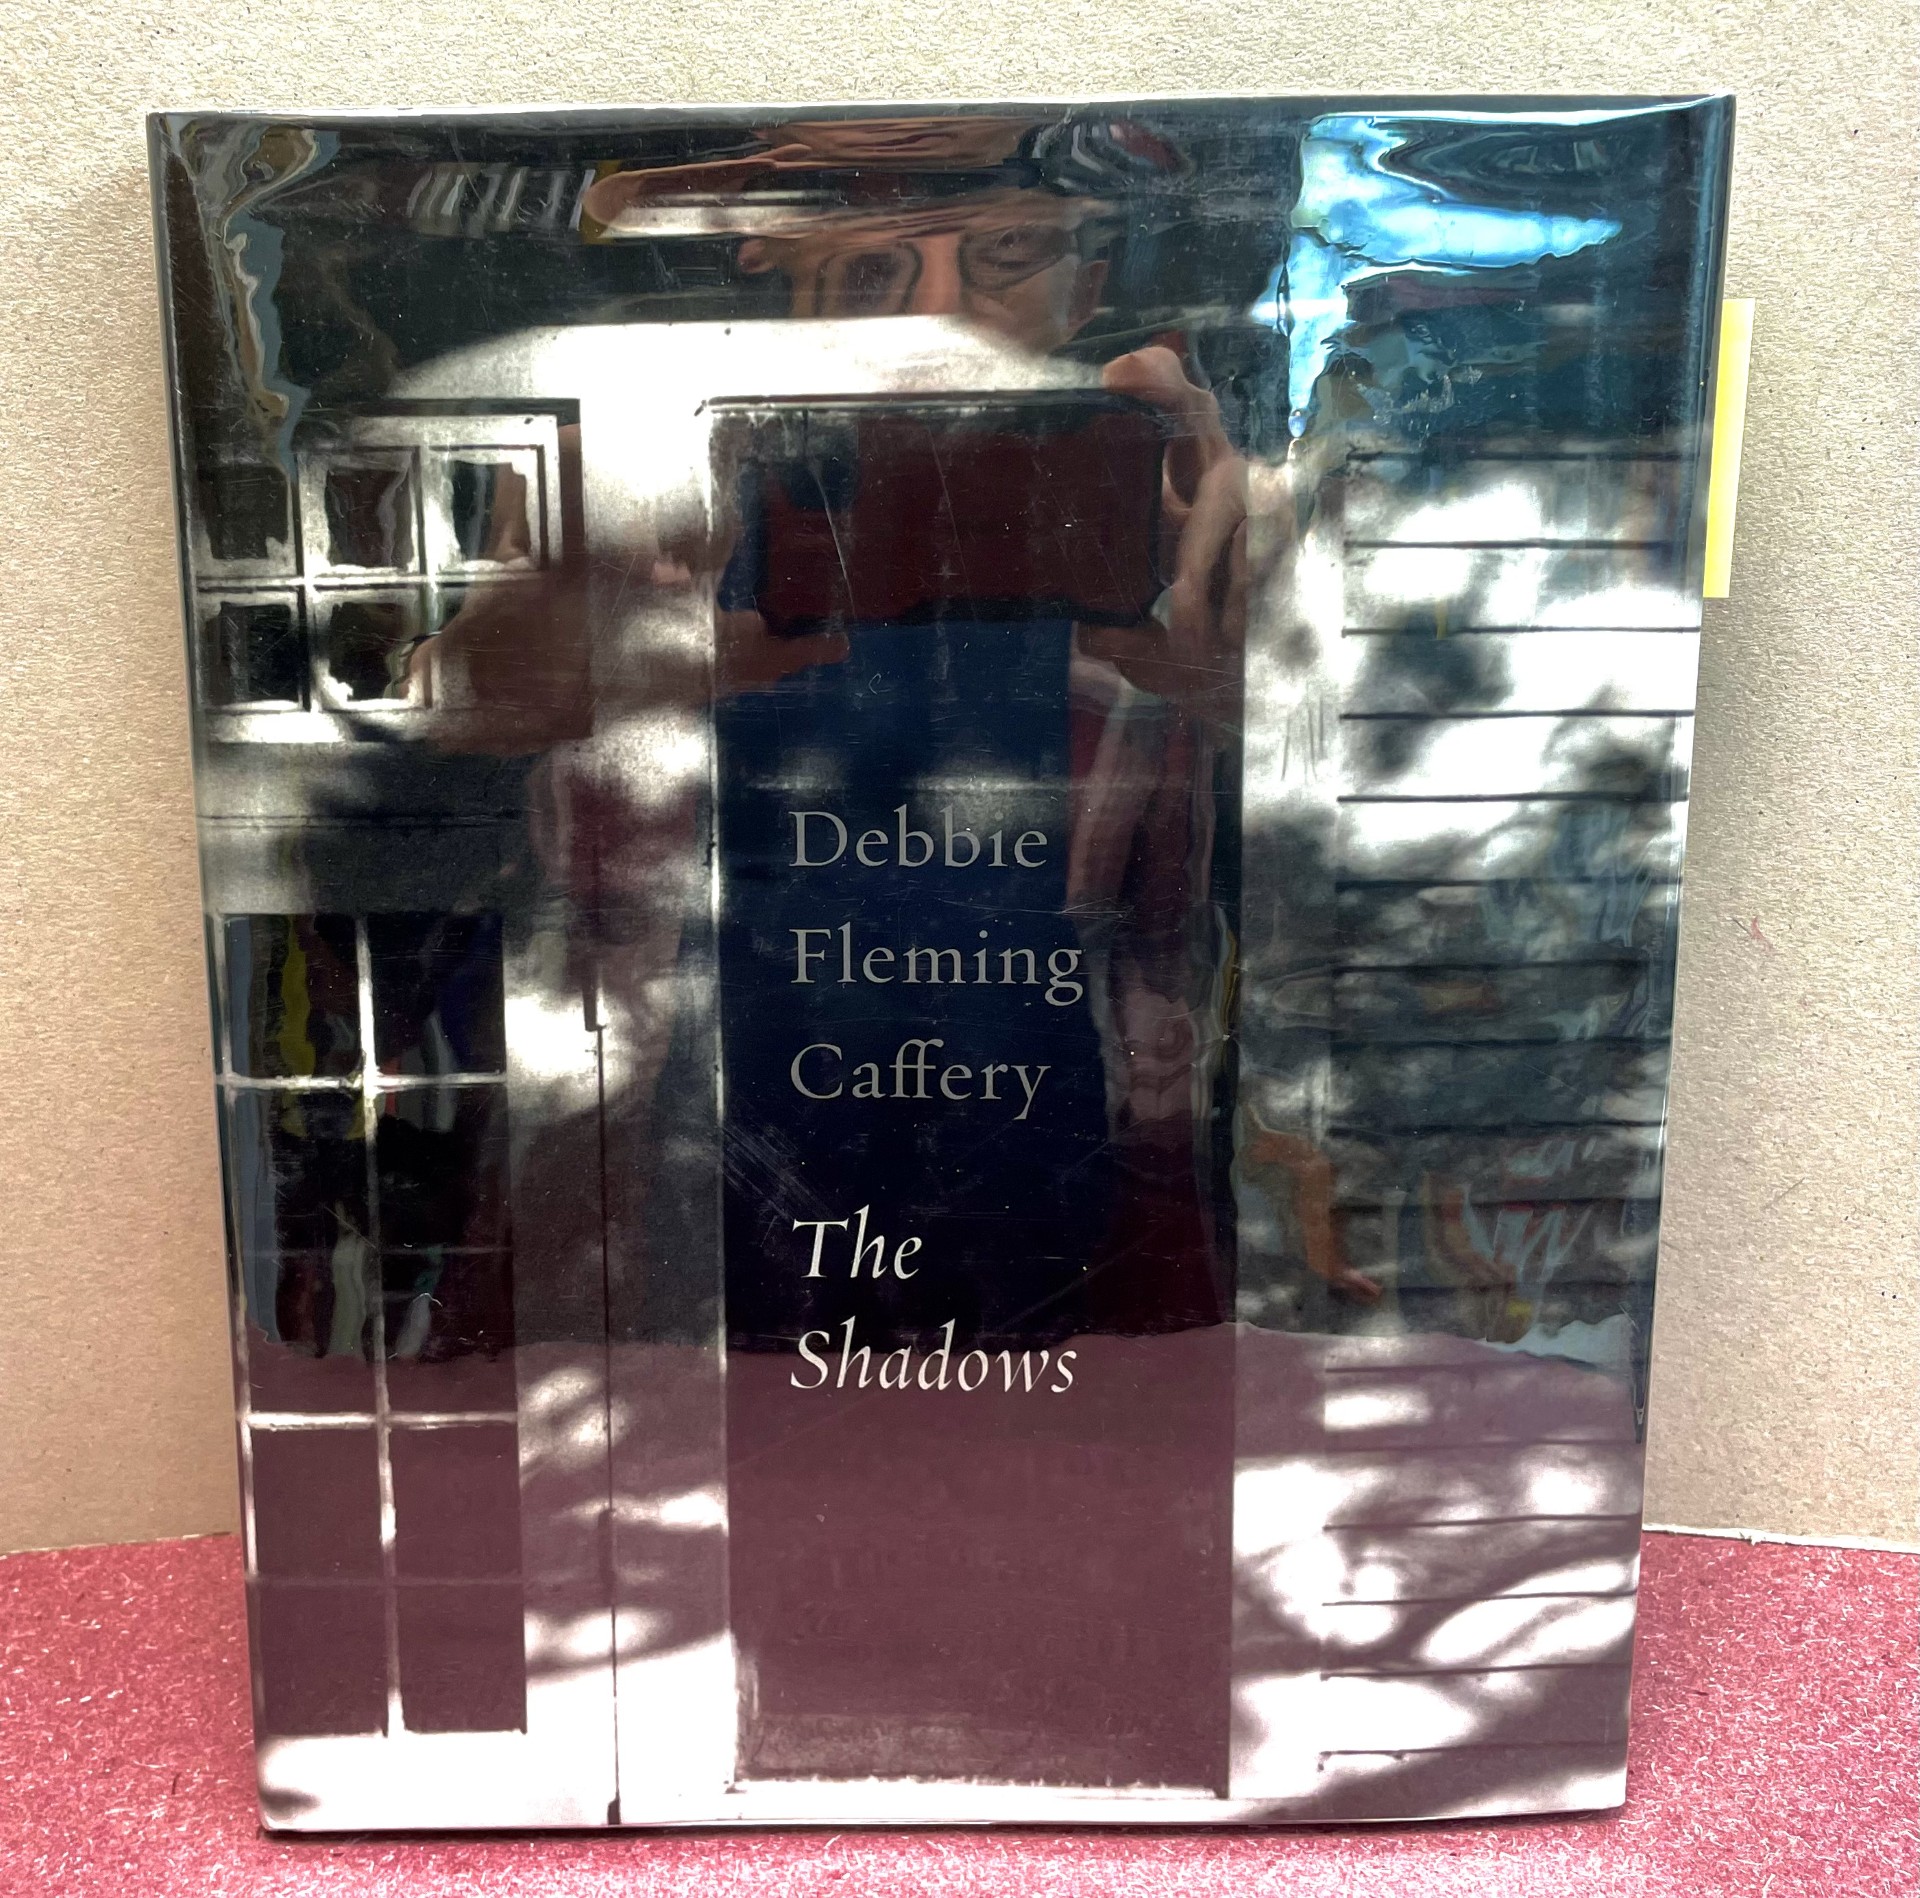 Debbie
Fleming
Caffery
The
Shadows